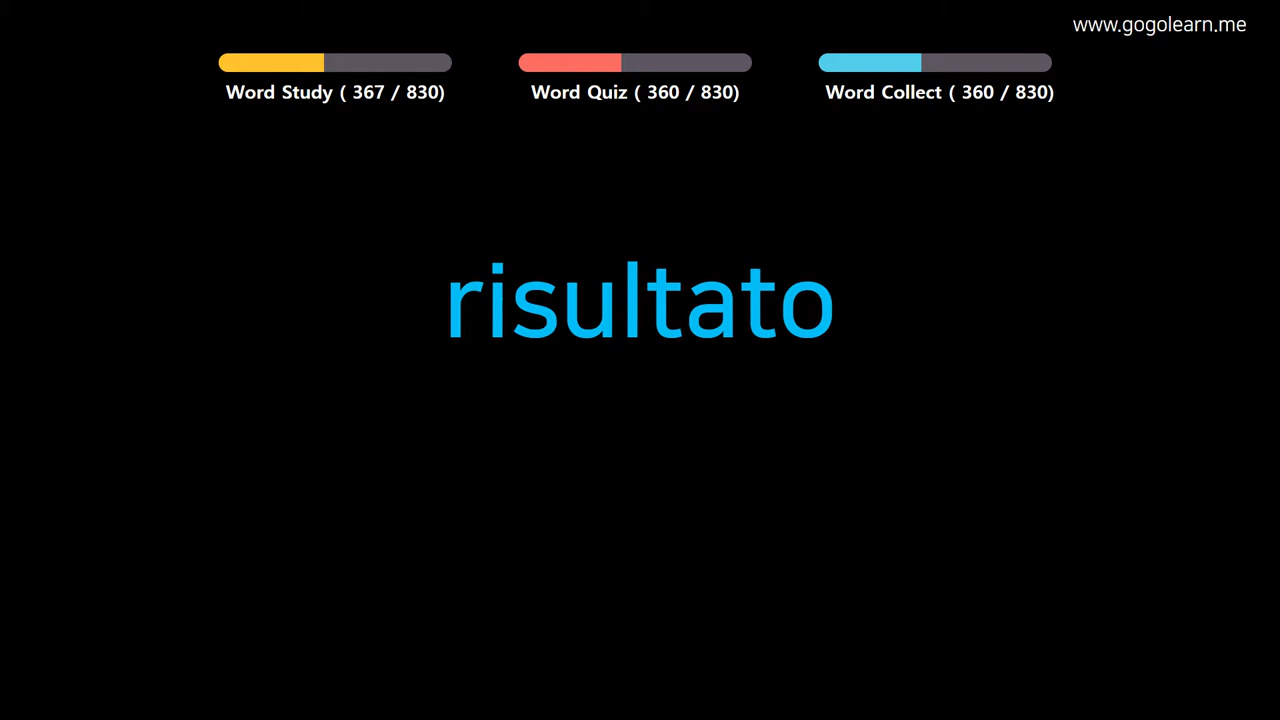 www.gogolearn.me
Word Study ( 367 / 830)
Word Quiz ( 360 / 830)
Word Collect ( 360 / 830)
risultato